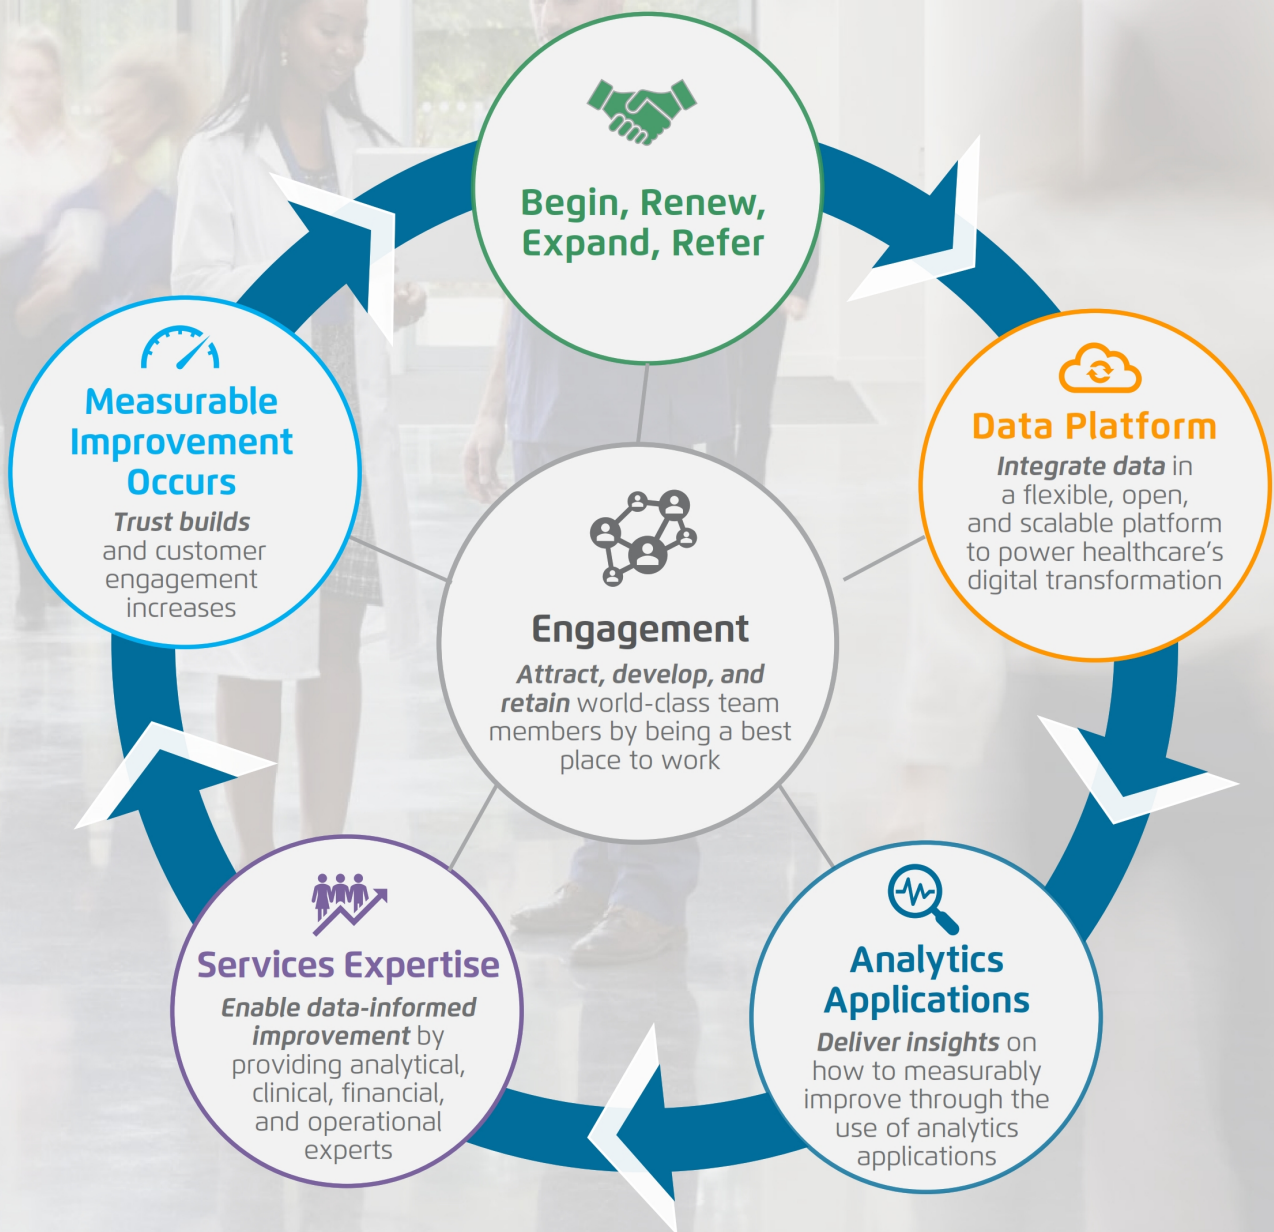 Begin, Renew,
Expand, Refer
Data Platform
Integrate data in
a flexible, open,
and scalable platform
to power healthcare’s
digital transformation
Analytics
Applications
Deliver insights on
how to measurably
improve through the
use of analytics
applications
Services Expertise
Enable data-informed
improvement by
providing analytical,
clinical, financial,
and operational
experts
Measurable
Improvement
Occurs
Trust builds
and customer
engagement
increases
Engagement
Attract, develop, and
retain world-class team
members by being a best
place to work